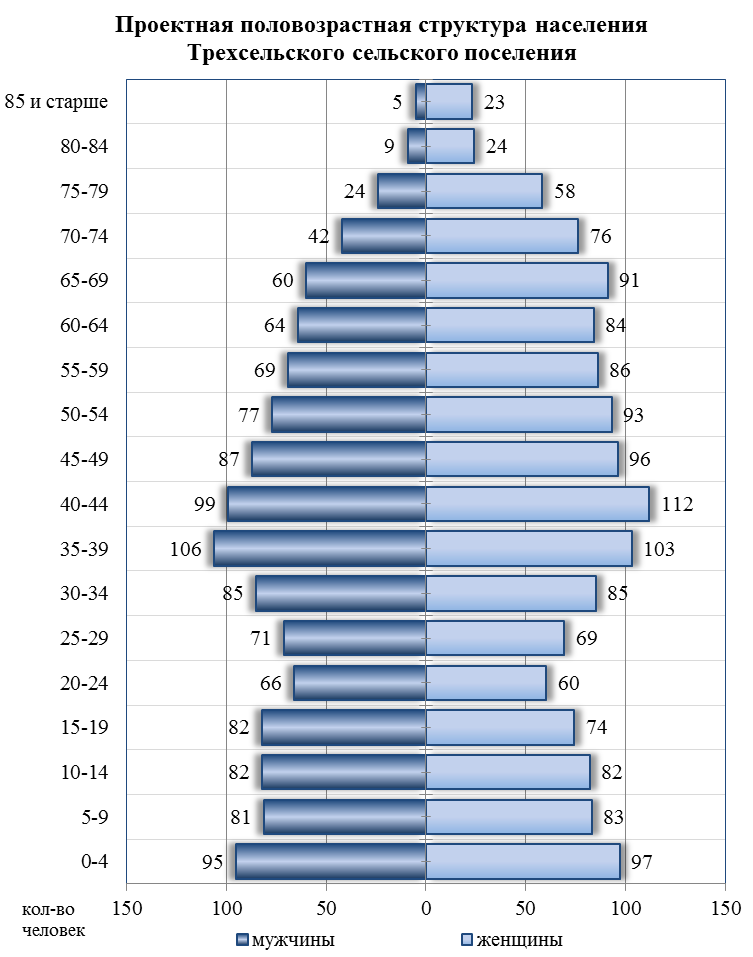 Проектная половозрастная структура населения
Трехсельского сельского поселения
85 и старше 5 23
80-84 9 24
75-79 24 58
70-74 42 76
65-69 60 91
60-64 64 84
55-59 69 86
50-54 77 93
45-49 87 96
40-44 99 112
35-39 106 103
30-34 85 85
25-29 71 69
20-24 66 60
15-19 82 74
10-14 82 82
5-9 81 83
0-4 95 97
150 100 50 0 50 100 150
кол-во
человек
мужчины женщины